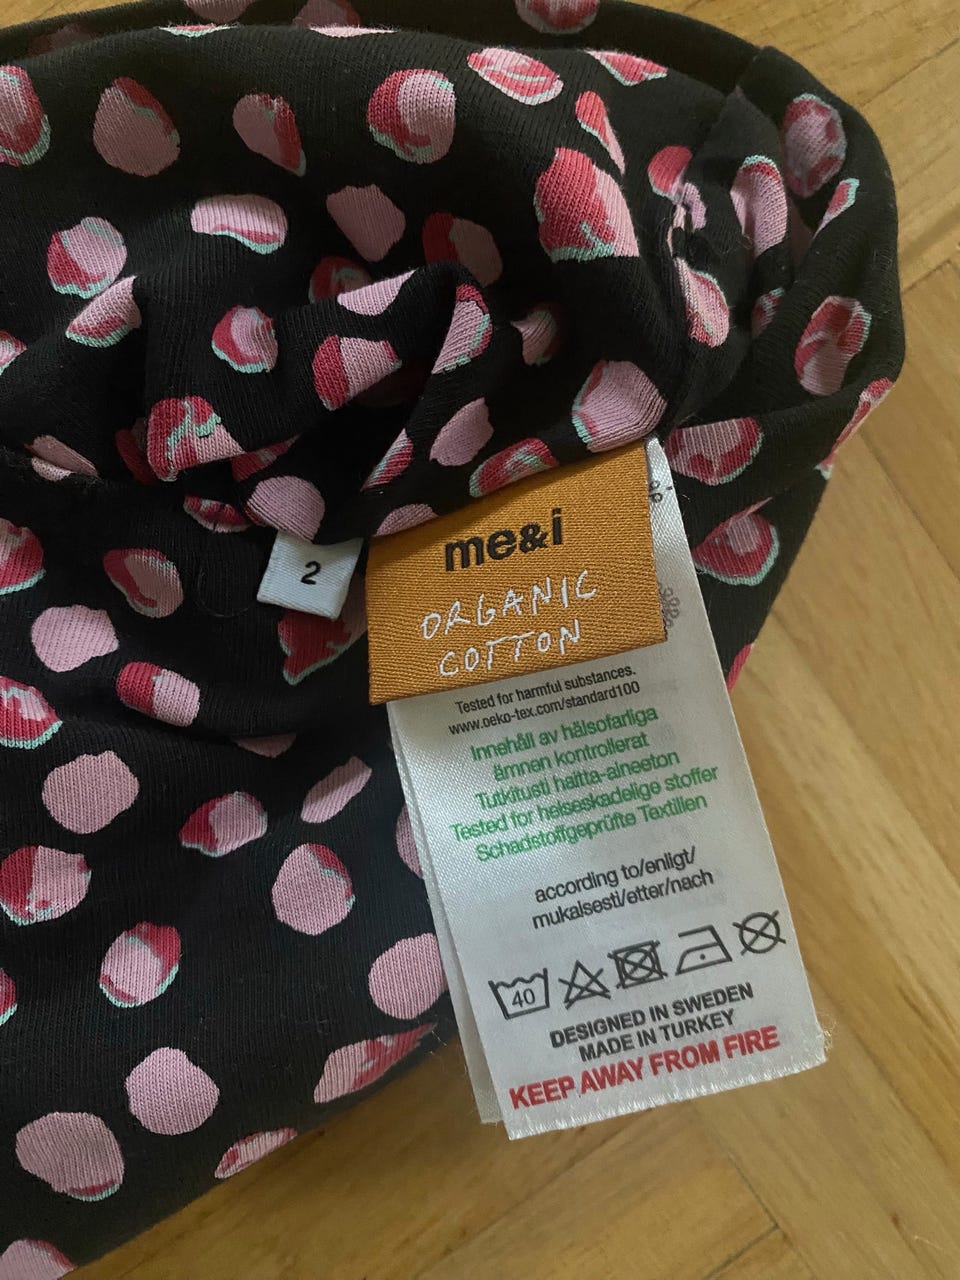 2
me&i
ORGANIC
COTTON
Tested for harmful substances.
www.oeko-tex.com/standard100
Innehåll av hälsofarliga
ämnen kontrollerat
Tutkitusti haitta-aineeton
Tested for helseskadelige stoffer
Schadstoffgeprüfte Textilien
according to/enligt/
mukaisesti/etter/nach
40
DESIGNED IN SWEDEN
MADE IN TURKEY
KEEP AWAY FROM FIRE